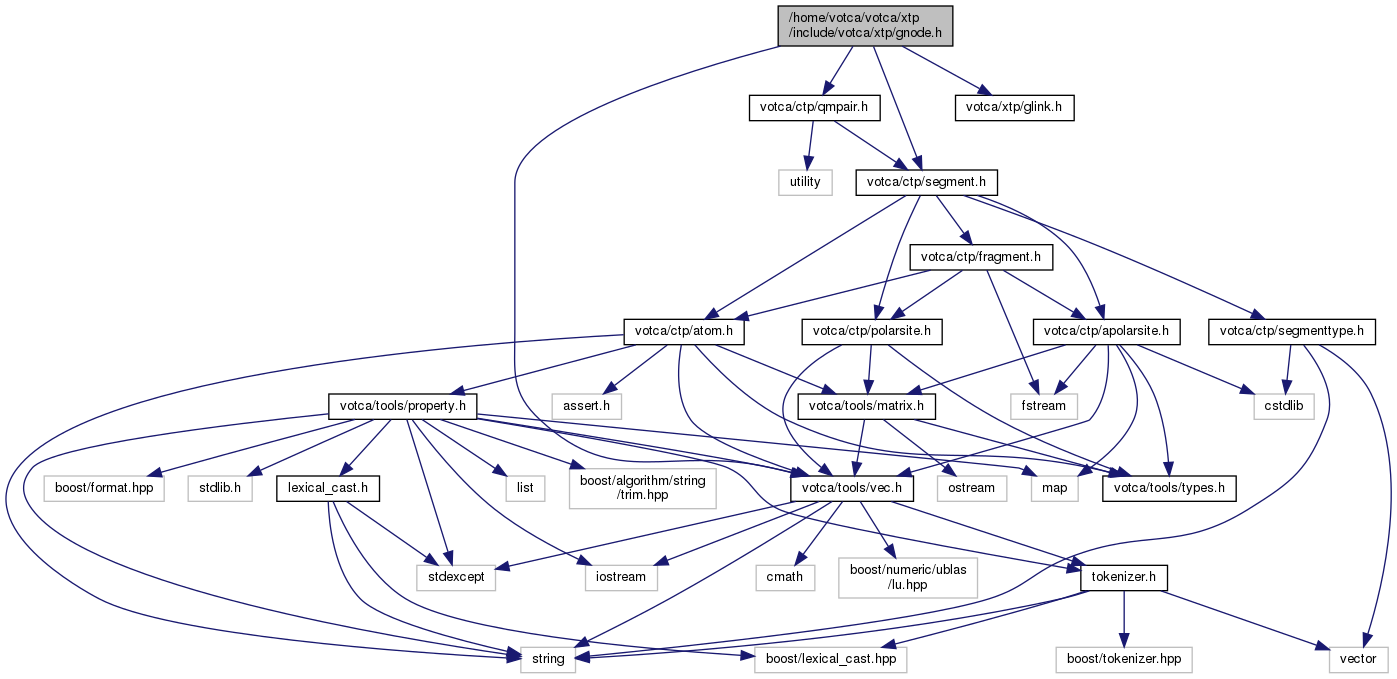 /home/votca/votca/xtp
/include/votca/xtp/gnode.h
votca/ctp/qmpair.h
votca/xtp/glink.h
utility
votca/ctp/segment.h
votca/ctp/fragment.h
votca/ctp/atom.h
votca/ctp/polarsite.h
votca/ctp/apolarsite.h
votca/ctp/segmenttype.h
votca/tools/property.h
assert.h
votca/tools/matrix.h
fstream
cstdlib
boost/format.hpp
stdlib.h
lexical_cast.h
list
boost/algorithm/string
/trim.hpp
votca/tools/vec.h
ostream
map
votca/tools/types.h
stdexcept
iostream
cmath
boost/numeric/ublas
/lu.hpp
tokenizer.h
string
boost/lexical_cast.hpp
boost/tokenizer.hpp
vector